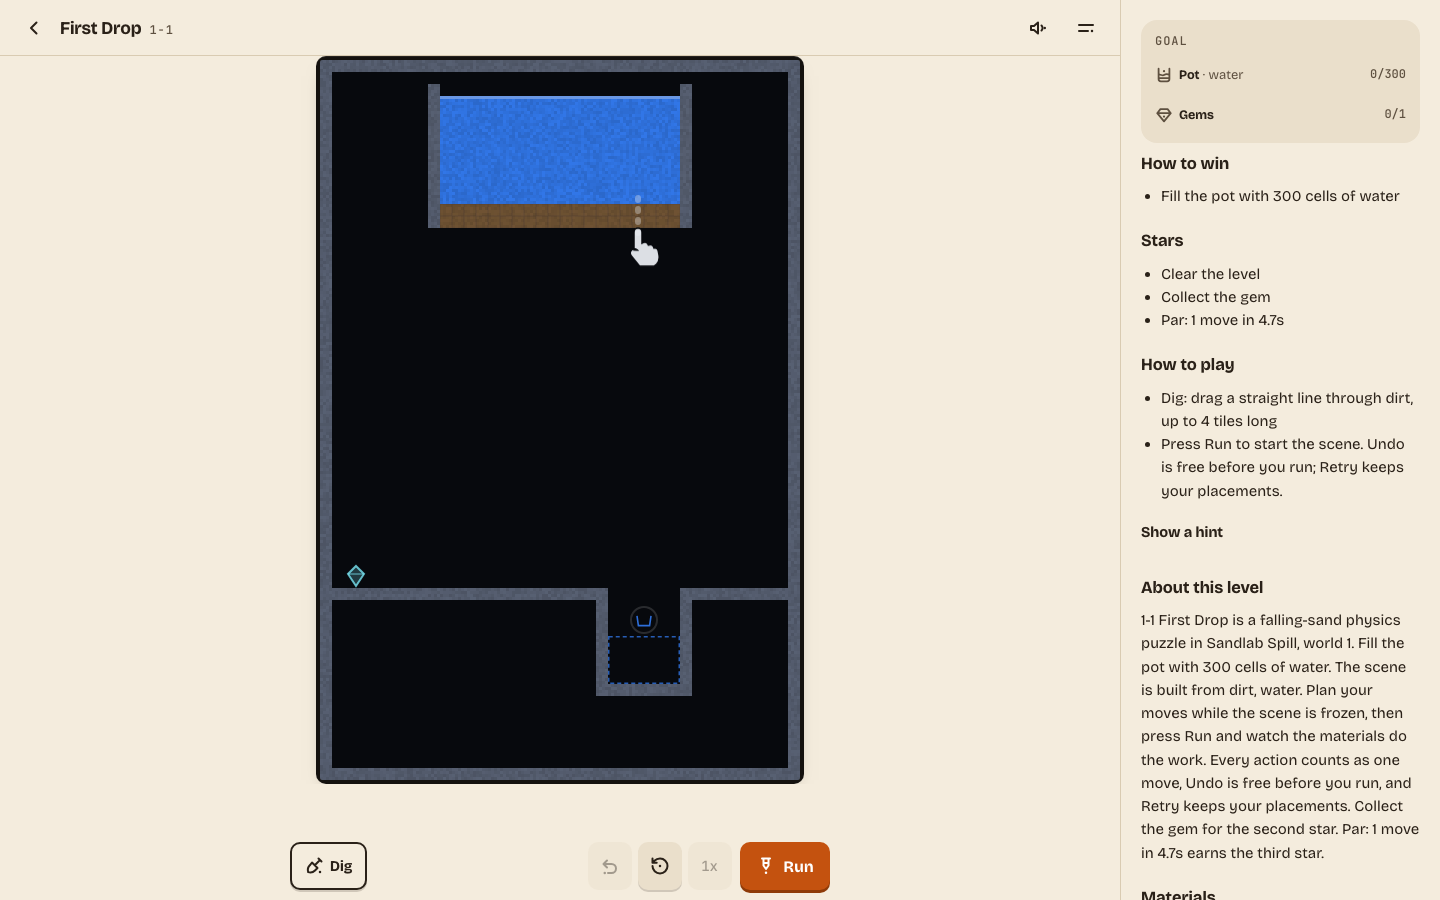 First Drop 1-1
GOAL
Pot · water 0/300
Gems 0/1
How to win
Fill the pot with 300 cells of water
Stars
Clear the level
Collect the gem
Par: 1 move in 4.7s
How to play
Dig: drag a straight line through dirt,
up to 4 tiles long
Press Run to start the scene. Undo
is free before you run; Retry keeps
your placements.
Show a hint
About this level
1-1 First Drop is a falling-sand physics
puzzle in Sandlab Spill, world 1. Fill the
pot with 300 cells of water. The scene
is built from dirt, water. Plan your
moves while the scene is frozen, then
press Run and watch the materials do
the work. Every action counts as one
move, Undo is free before you run, and
Retry keeps your placements. Collect
the gem for the second star. Par: 1 move
in 4.7s earns the third star.
Materials
Dig
1x
Run